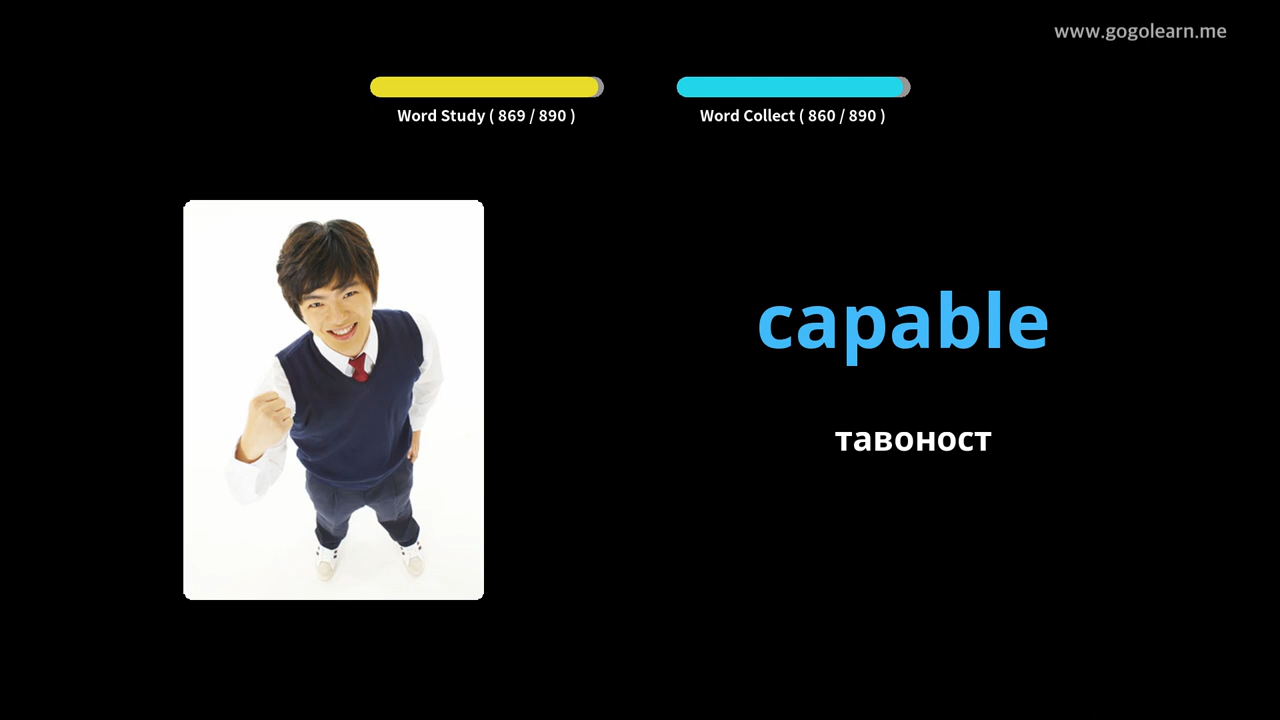 www.gogolearn.me
Word Study ( 869 / 890 )
Word Collect ( 860 / 890 )
capable
тавоност